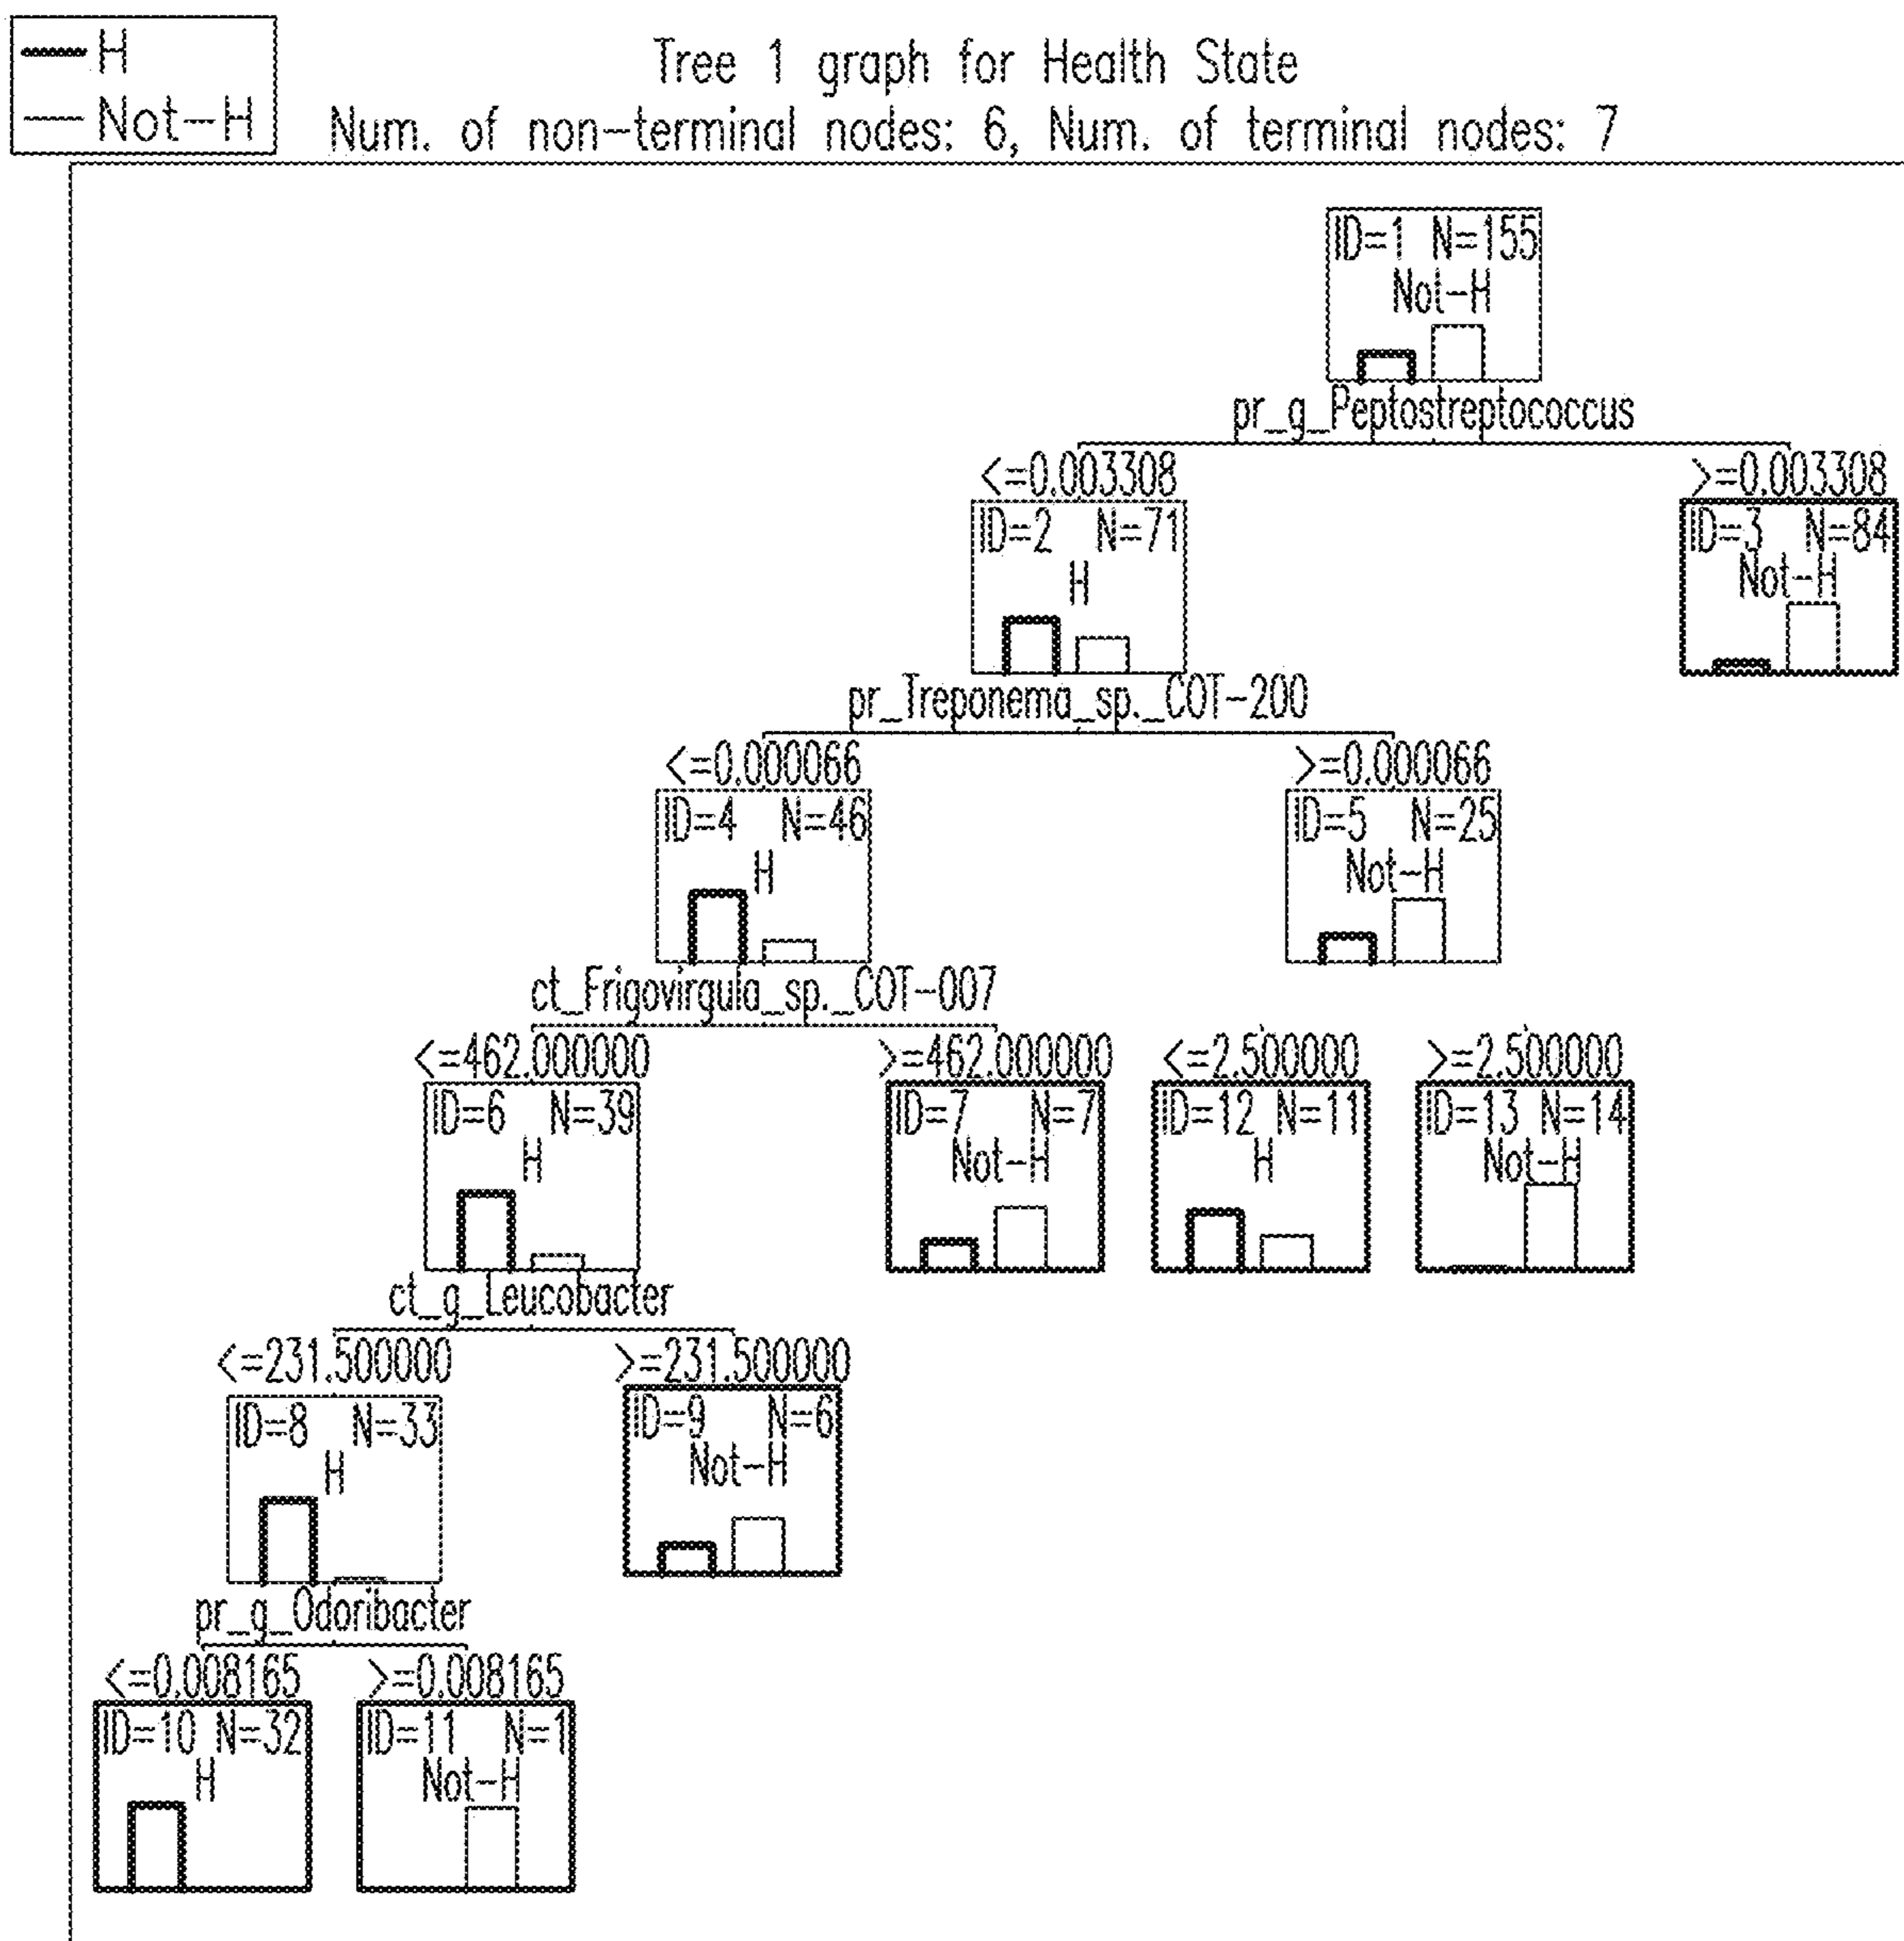 H
Not-H
Tree 1 graph for Health State
Num. of non-terminal nodes: 6, Num. of terminal nodes: 7
ID=1 N=155
Not-H
pr_g_Peptostreptococcus
<=0.003308 >=0.003308
ID=2 N=71 ID=3 N=84
H Not-H
pr_Treponema_sp._COT-200
<=0.000066 >=0.000066
ID=4 N=46 ID=5 N=25
H Not-H
ct_Frigovirgula_sp._COT-007
<=462.000000 >=462.000000 <=2.500000 >=2.500000
ID=6 N=39 ID=7 N=7 ID=12 N=11 ID=13 N=14
H Not-H H Not-H
ct_g_Leucobacter
<=231.500000 >=231.500000
ID=8 N=33 ID=9 N=6
H Not-H
pr_g_Odoribacter
<=0.008165 >=0.008165
ID=10 N=32 ID=11 N=1
H Not-H